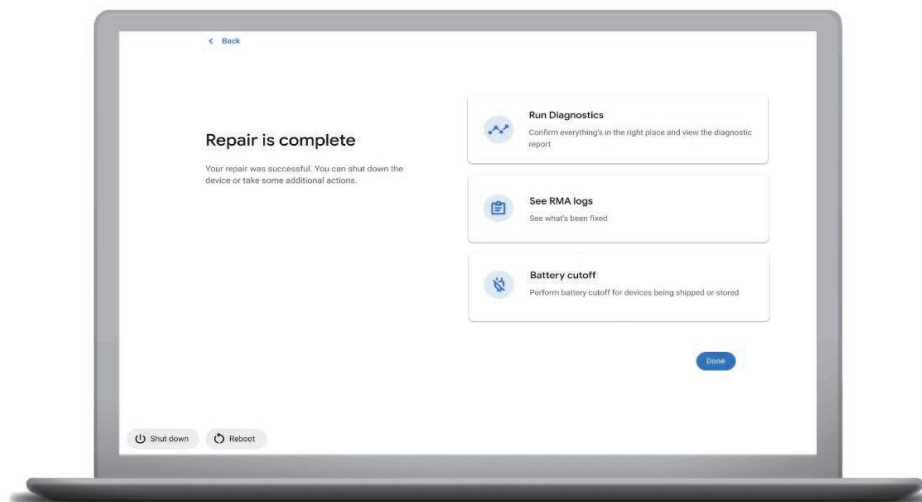 Back
Repair is complete
Your repair was successful. You can shut down the
device or take some additional actions.
Run Diagnostics
Confirm everything's in the right place and view the diagnostic
report
See RMA logs
See what's been fixed
Battery cutoff
Perform battery cutoff for devices being shipped or stored
Done
Shut down
Reboot